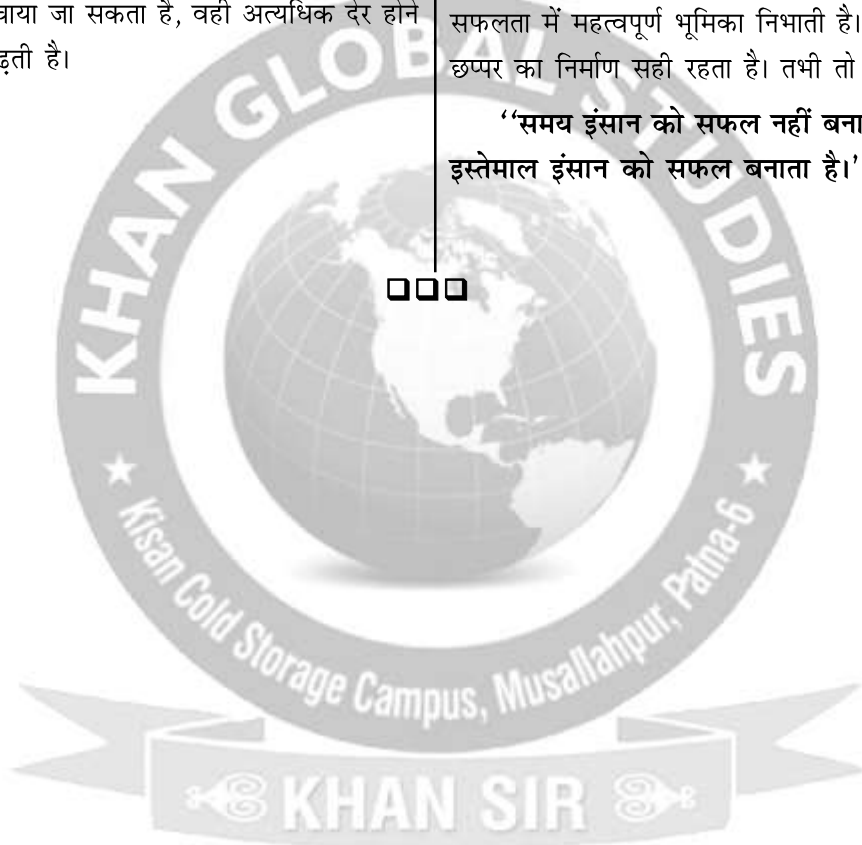 चाया जा सकता है, वहीं अत्यधिक देर होने
ढ़ती है।
सफलता में महत्वपूर्ण भूमिका निभाती है।
छप्पर का निर्माण सही रहता है। तभी तो
‘‘समय इंसान को सफल नहीं बना
इस्तेमाल इंसान को सफल बनाता है।’
KHAN GLOBAL STUDIES
Kisan Cold Storage Campus, Musallahpur, Patna-6
KHAN SIR